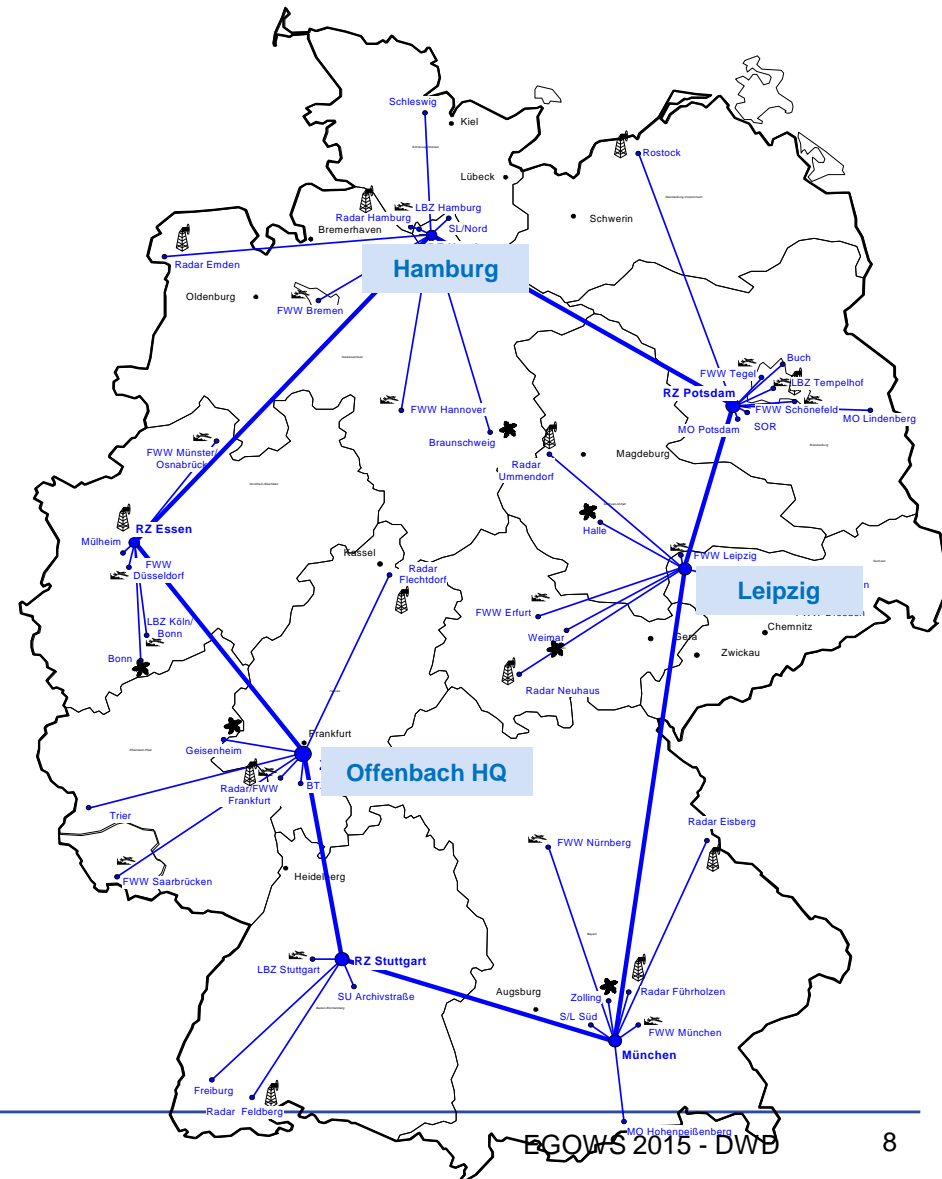 Schleswig
Kiel
Rostock
Lübeck
LBZ Hamburg
Radar Hamburg
SL/Nord
Schwerin
Bremerhaven
Radar Emden
Hamburg
Oldenburg
FWW Bremen
Buch
FWW Tegel
LBZ Tempelhof
RZ Potsdam
FWW Hannover
FWW Schönefeld
MO Lindenberg
MO Potsdam
SOR
Braunschweig
FWW Münster/
Osnabrück
Magdeburg
Radar
Ummendorf
RZ Essen
Halle
Mülheim
Kassel
FWW Leipzig
FWW
Düsseldorf
Radar
Flechtdorf
Leipzig
FWW Erfurt
LBZ Köln/
Bonn
Weimar
Gera
Chemnitz
Bonn
Zwickau
Radar Neuhaus
Frankfurt
Geisenheim
Offenbach HQ
Radar/FWW
Frankfurt
BT
Trier
Radar Eisberg
FWW Nürnberg
FWW Saarbrücken
Heidelberg
RZ Stuttgart
LBZ Stuttgart
SU Archivstraße
Augsburg
Zolling
Radar Führholzen
S/L Süd
FWW München
München
Freiburg
Radar Feldberg
MO Hohenpeißenberg
EGOWS 2015 - DWD
8